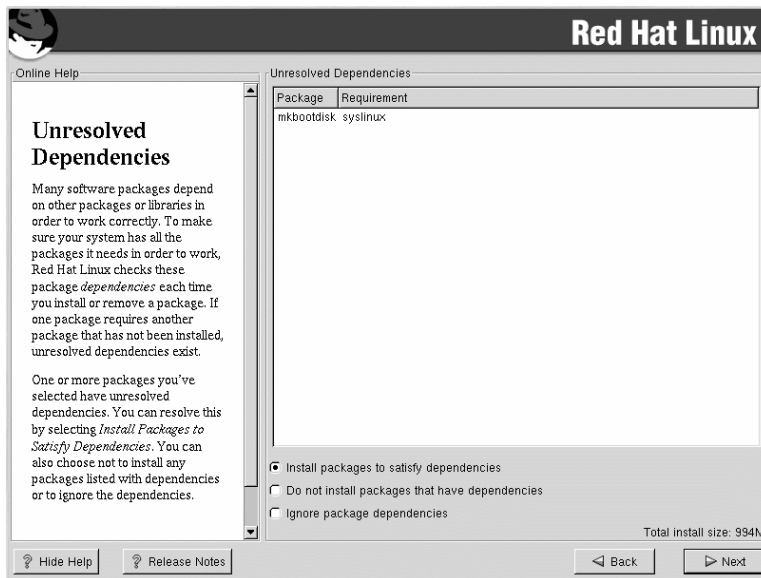 Red Hat Linux
Online Help
Unresolved
Dependencies
Many software packages depend
on other packages or libraries in
order to work correctly. To make
sure your system has all the
packages it needs in order to work,
Red Hat Linux checks these
package dependencies each time
you install or remove a package. If
one package requires another
package that has not been installed,
unresolved dependencies exist.
One or more packages you've
selected have unresolved
dependencies. You can resolve this
by selecting Install Packages to
Satisfy Dependencies. You can
also choose not to install any
packages listed with dependencies
or to ignore the dependencies.
Unresolved Dependencies
Package Requirement
mkbootdisk syslinux
Install packages to satisfy dependencies
Do not install packages that have dependencies
Ignore package dependencies
Total install size:
Hide Help
Release Notes
Back
Next